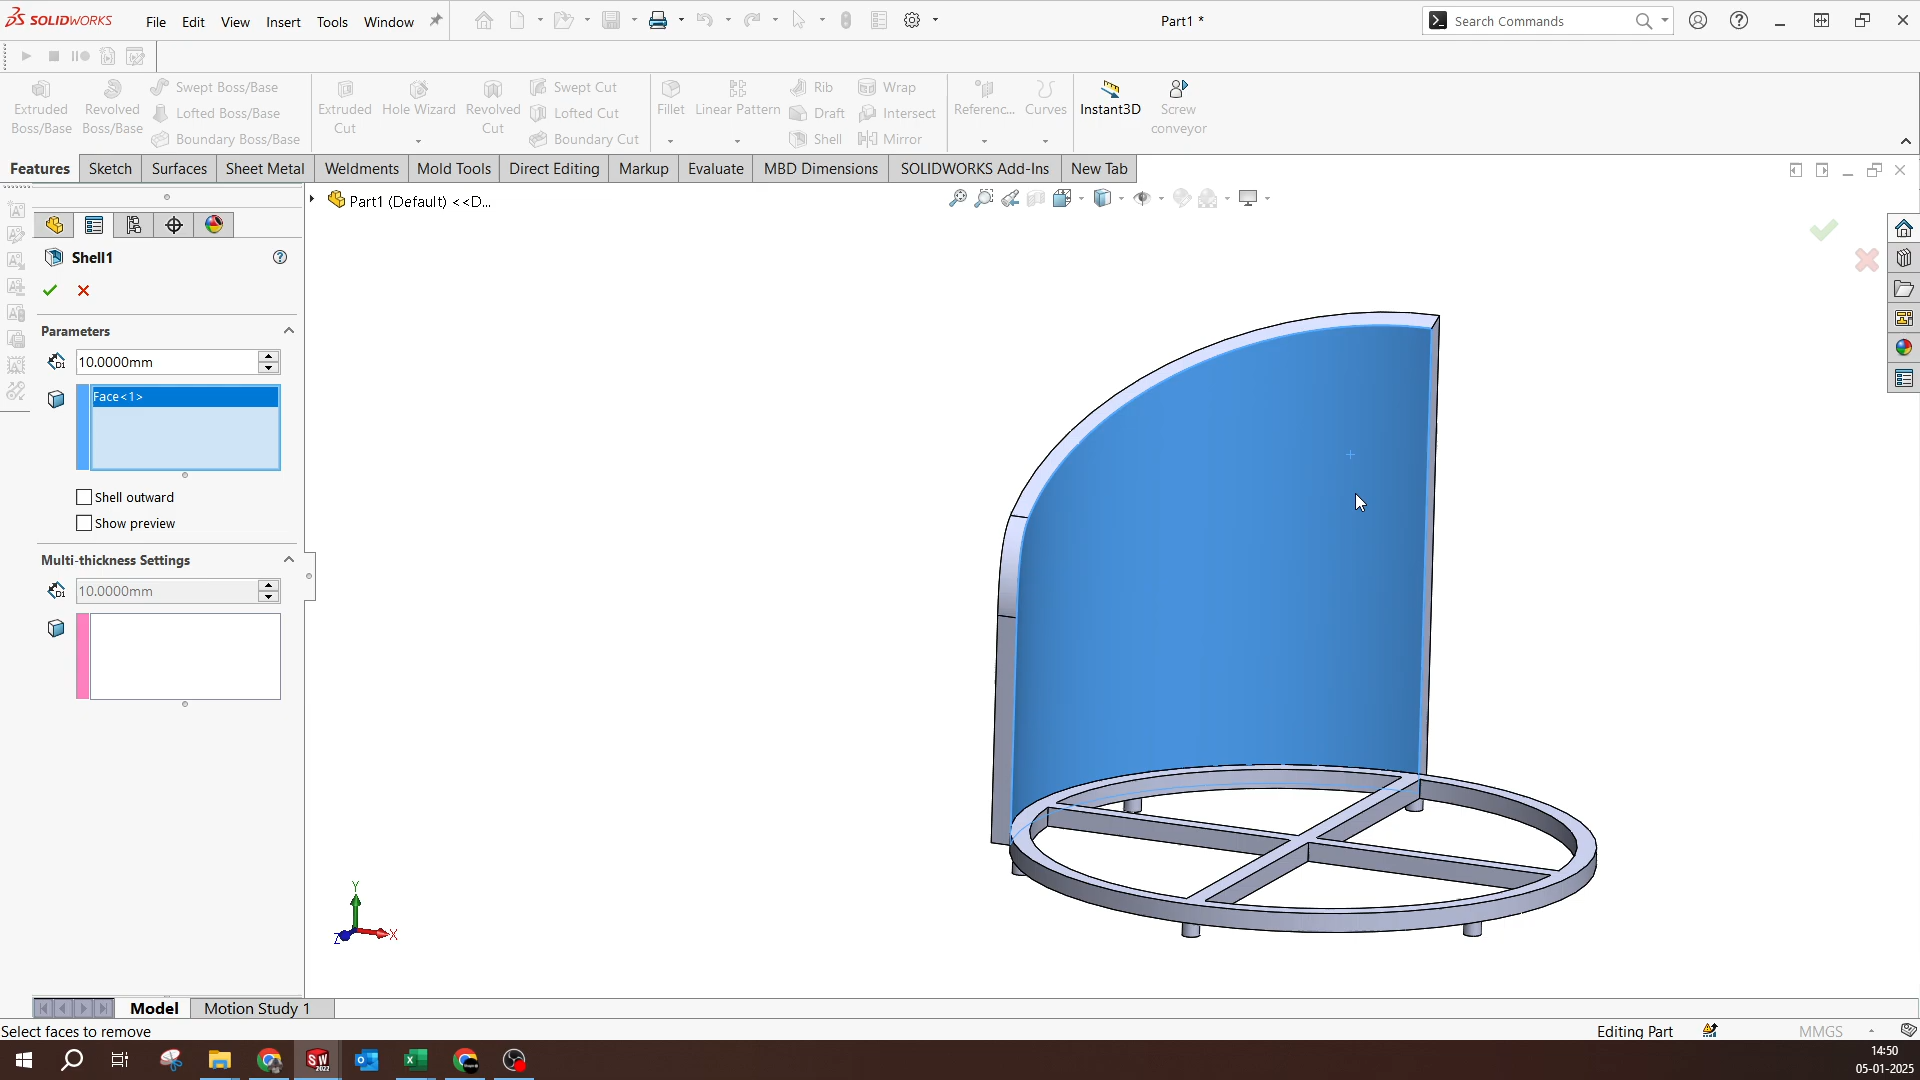 SOLIDWORKS File Edit View Insert Tools Window Part1 * Search Commands
Extruded Boss/Base
Revolved Boss/Base
Swept Boss/Base
Lofted Boss/Base
Boundary Boss/Base
Extruded Cut
Hole Wizard
Revolved Cut
Swept Cut
Lofted Cut
Boundary Cut
Fillet
Linear Pattern
Rib
Draft
Shell
Wrap
Intersect
Mirror
Referenc...
Curves
Instant3D
Screw conveyor
Features Sketch Surfaces Sheet Metal Weldments Mold Tools Direct Editing Markup Evaluate MBD Dimensions SOLIDWORKS Add-Ins New Tab
Part1 (Default) <<D...
Shell1
Parameters
D1 10.0000mm
Face<1>
Shell outward
Show preview
Multi-thickness Settings
D1 10.0000mm
Y
X
Z
Model Motion Study 1
Select faces to remove Editing Part MMGS
SW 2022
14:50
05-01-2025